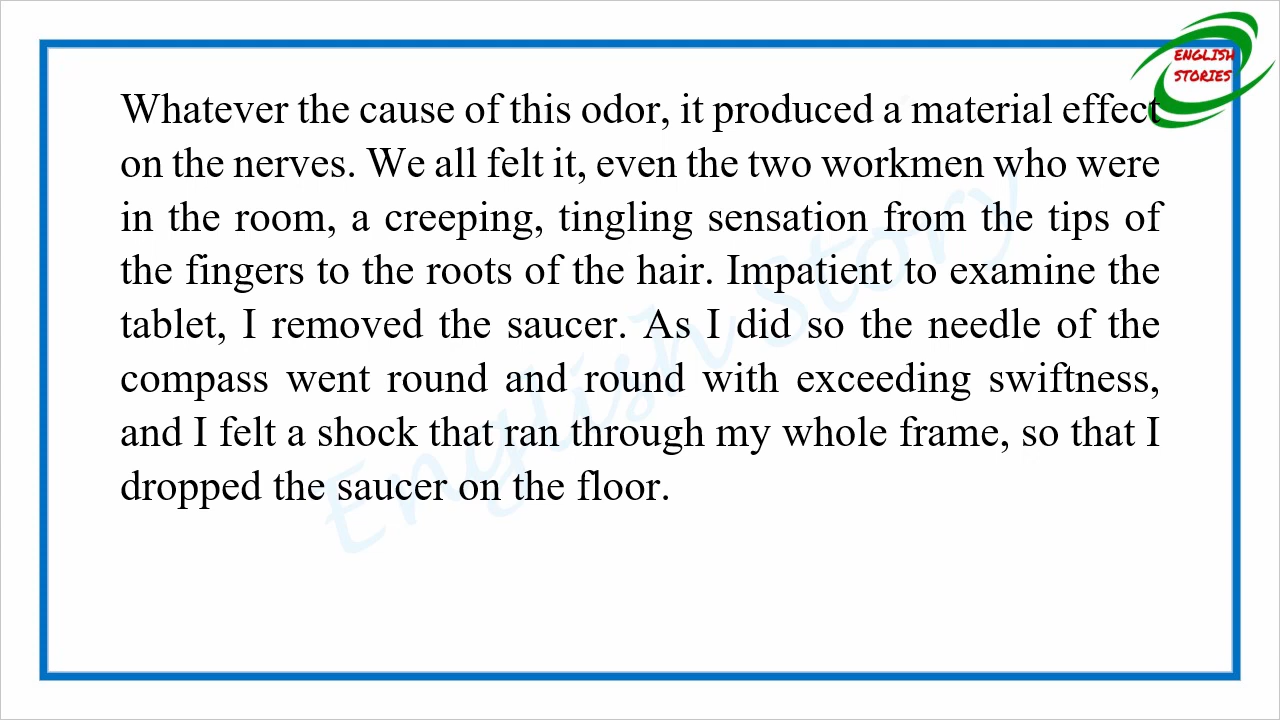 ENGLISH
STORIES
Whatever the cause of this odor, it produced a material effect
on the nerves. We all felt it, even the two workmen who were
in the room, a creeping, tingling sensation from the tips of
the fingers to the roots of the hair. Impatient to examine the
tablet, I removed the saucer. As I did so the needle of the
compass went round and round with exceeding swiftness,
and I felt a shock that ran through my whole frame, so that I
dropped the saucer on the floor.
English Story